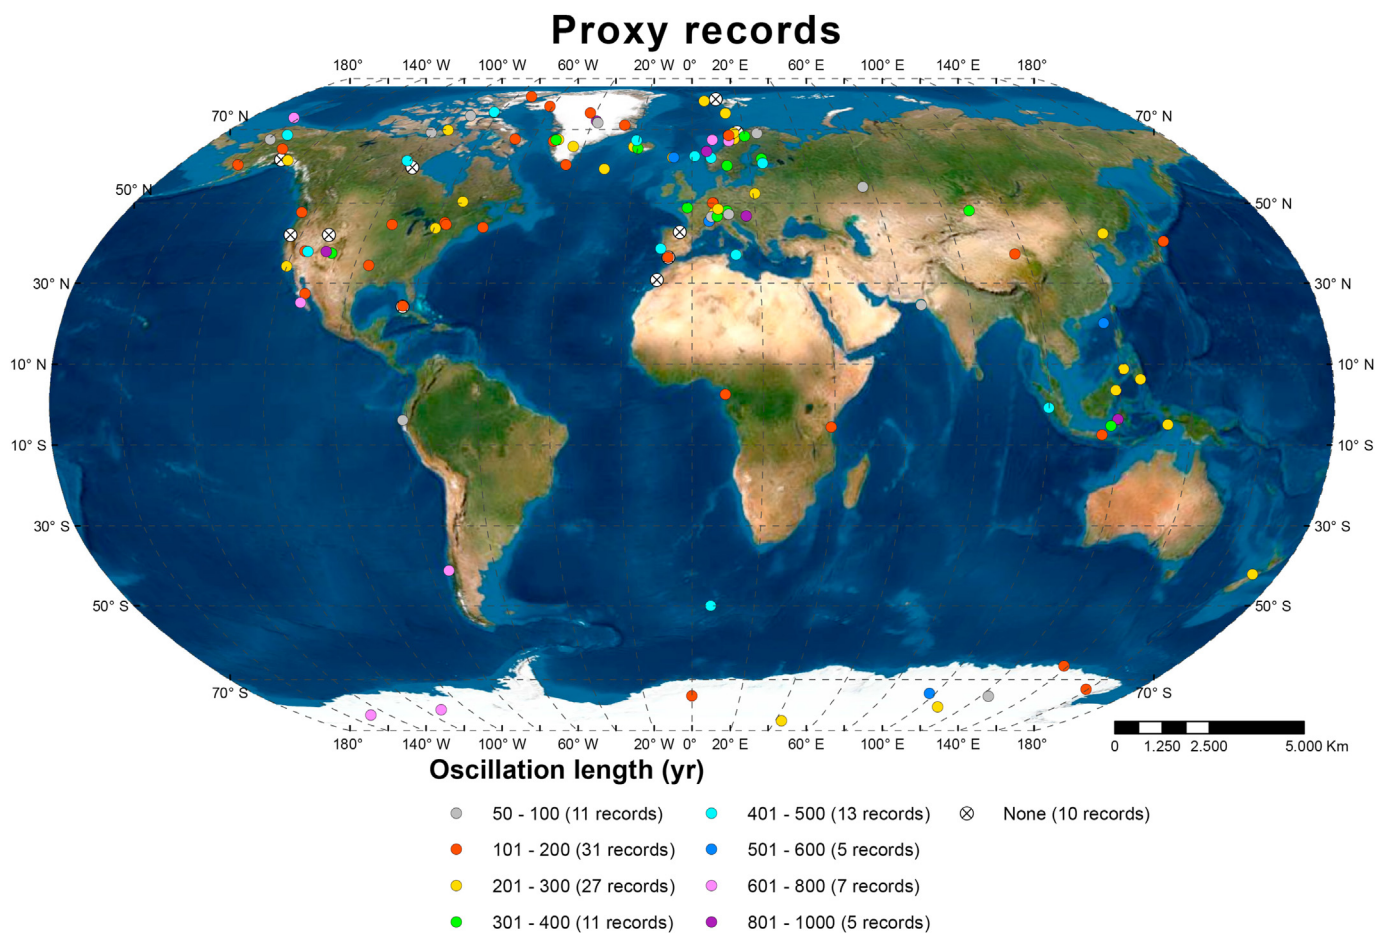 Proxy records
180° 140° W 100° W 60° W 20° W 0° 20° E 60° E 100° E 140° E 180°
70° N 70° N
50° N 50° N
30° N 30° N
10° N 10° N
10° S 10° S
30° S 30° S
50° S 50° S
70° S 70° S
180° 140° W 100° W 60° W 20° W 0° 20° E 60° E 100° E 140° E 180°
0 1.250 2.500 5.000 Km
Oscillation length (yr)
50 - 100 (11 records) 401 - 500 (13 records) None (10 records)
101 - 200 (31 records) 501 - 600 (5 records)
201 - 300 (27 records) 601 - 800 (7 records)
301 - 400 (11 records) 801 - 1000 (5 records)